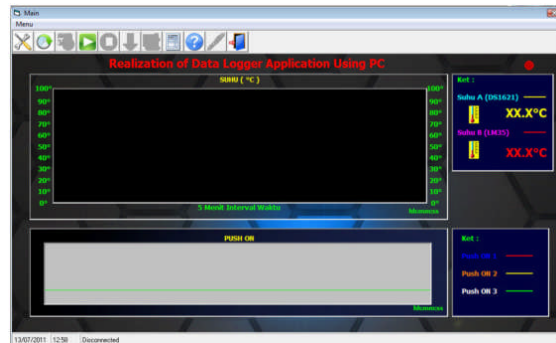 Main
Menu
Realization of Data Logger Application Using PC
SUHU ( °C )
100° 100°
90° 90°
80° 80°
70° 70°
60° 60°
50° 50°
40° 40°
30° 30°
20° 20°
10° 10°
0° 0°
5 Menit Interval Waktu
Ket :
Suhu A (DS1621)
XX.X°C
Suhu B (LM35)
XX.X°C
PUSH ON
Ket :
Push ON 1
Push ON 2
Push ON 3
13/07/2011 12:58 Disconnected